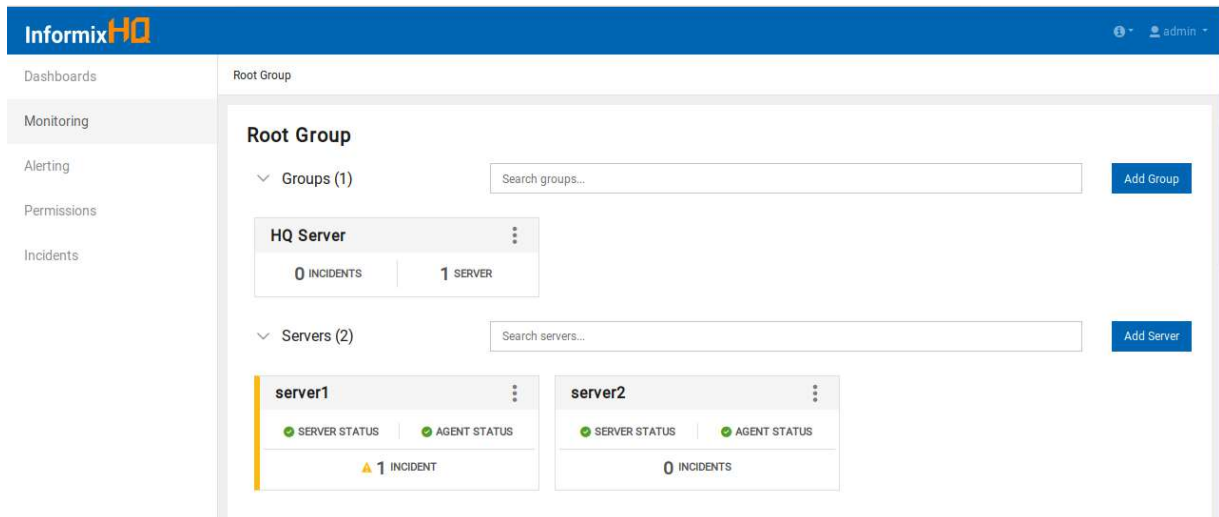 InformixHQ
admin
Dashboards
Monitoring
Alerting
Permissions
Incidents
Root Group
Root Group
Groups (1)
Search groups...
Add Group
HQ Server
0 INCIDENTS
1 SERVER
Servers (2)
Search servers...
Add Server
server1
SERVER STATUS
AGENT STATUS
1 INCIDENT
server2
SERVER STATUS
AGENT STATUS
0 INCIDENTS